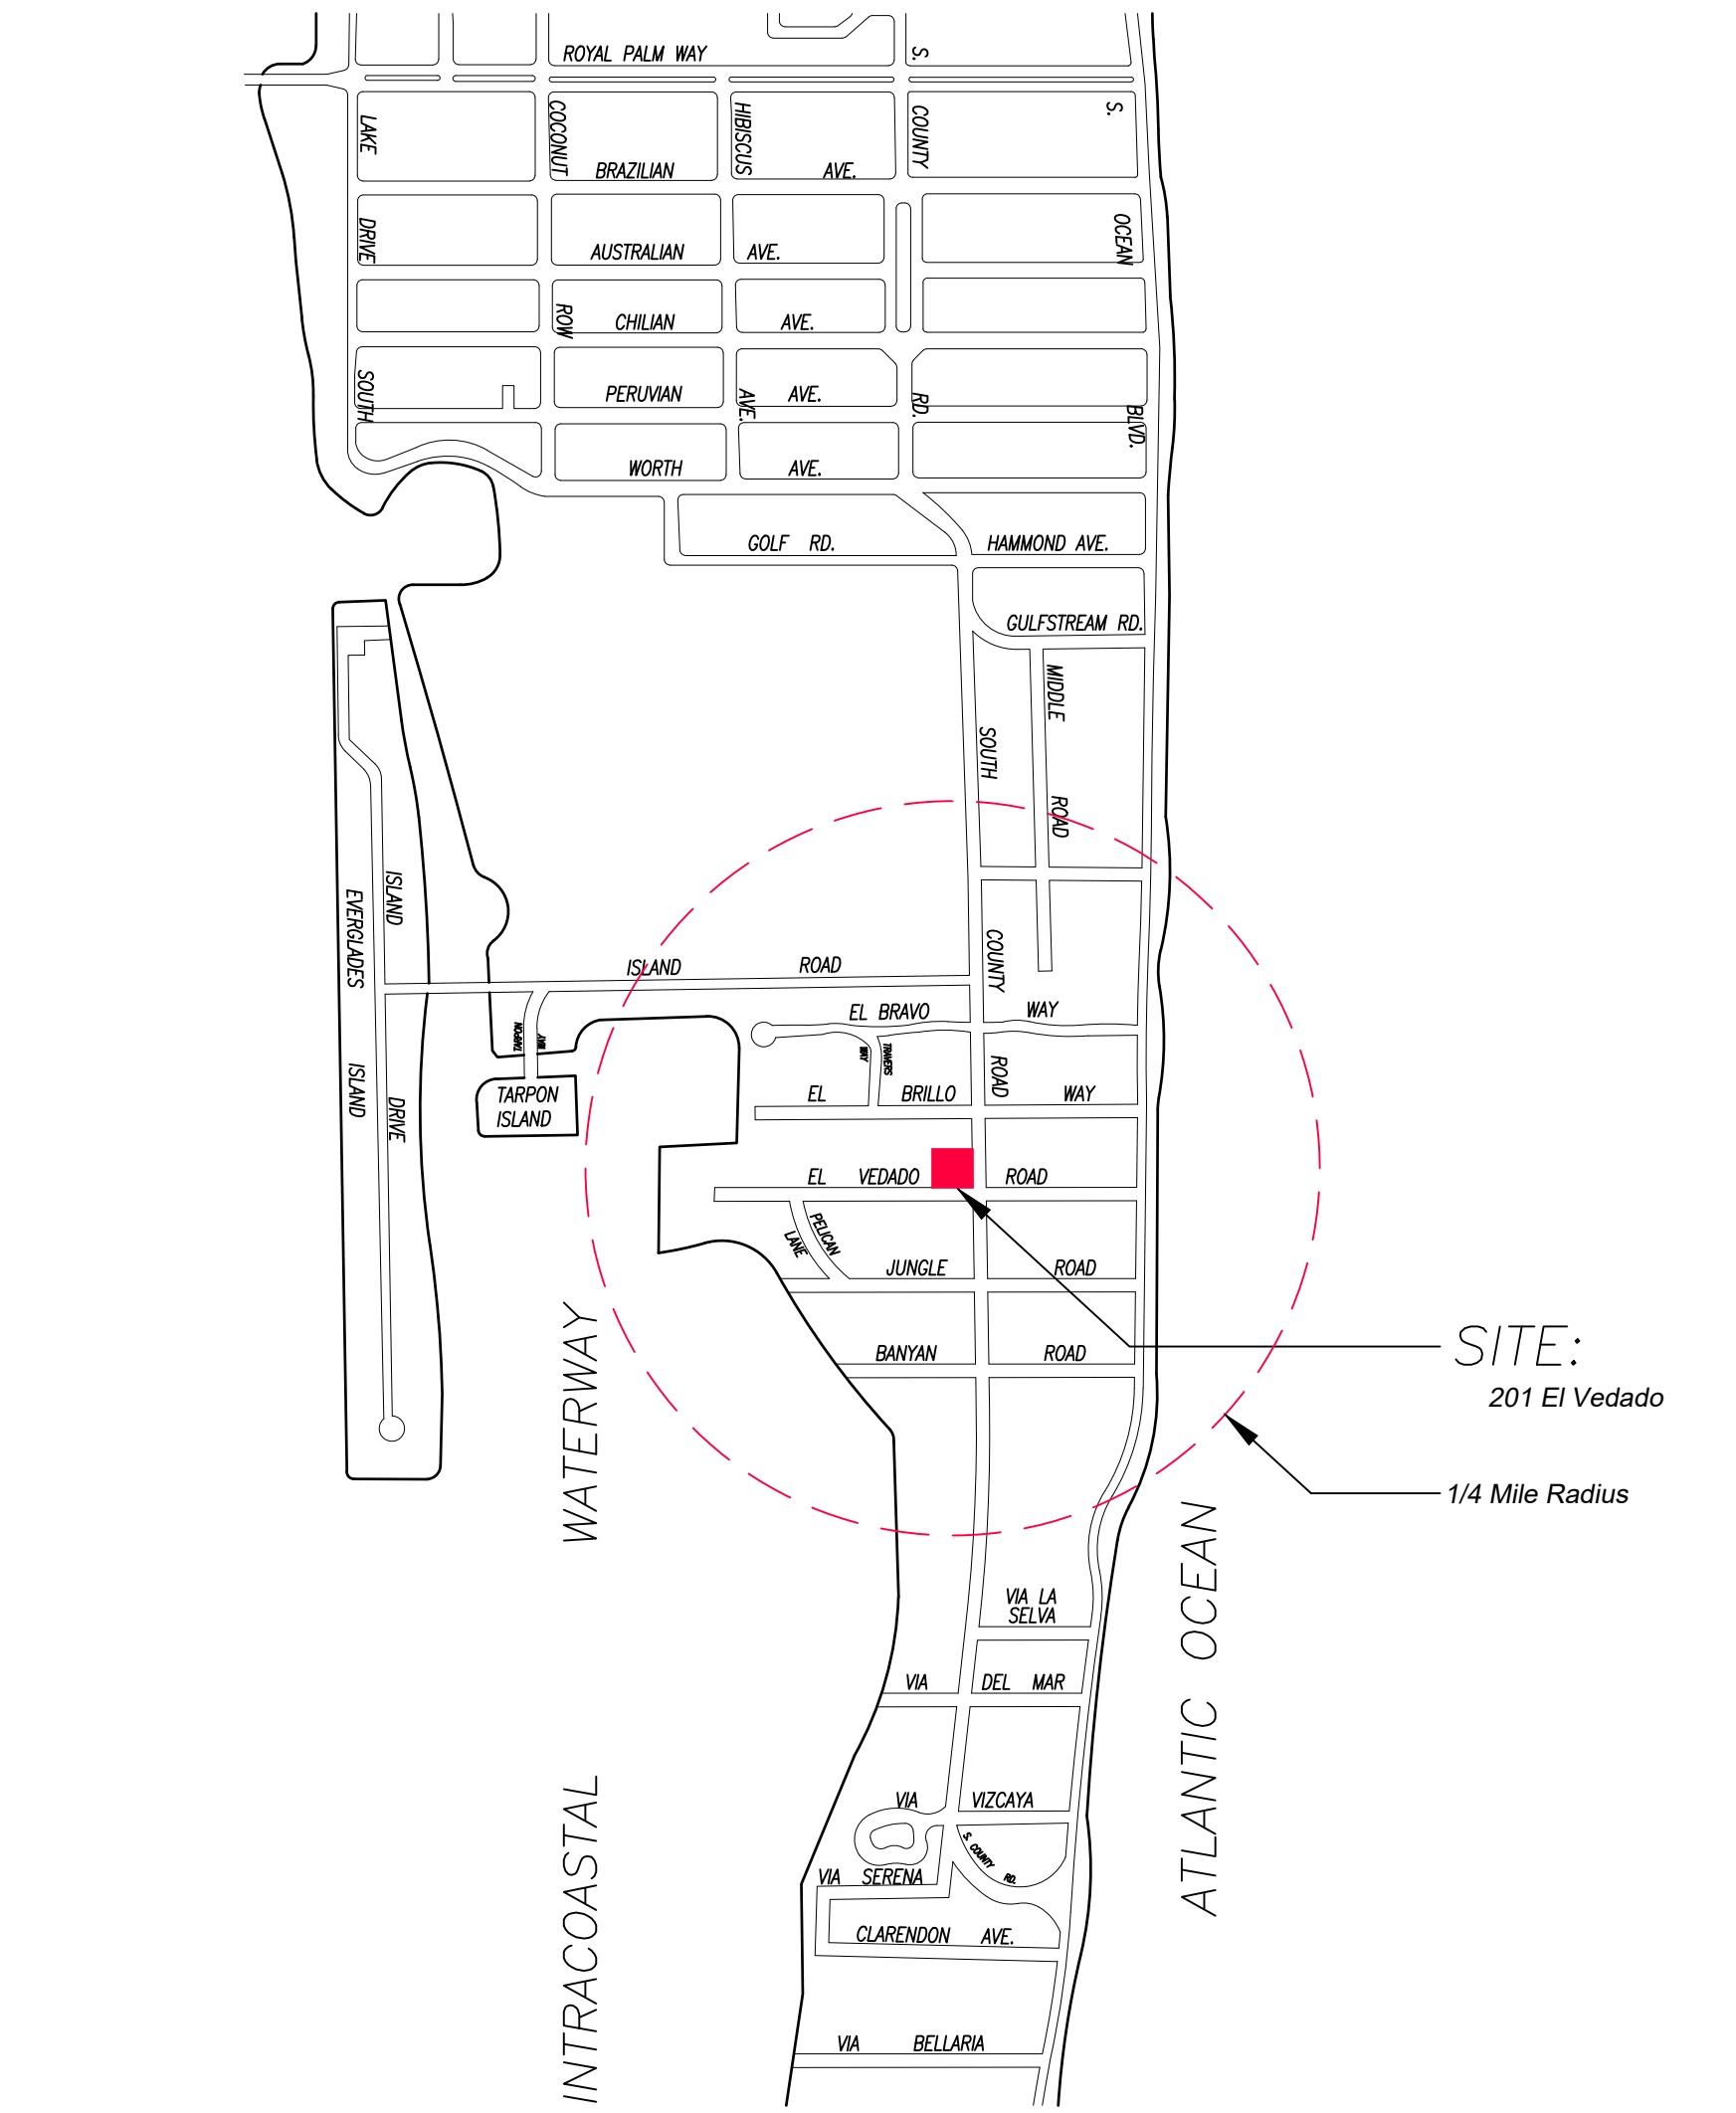 ROYAL PALM WAY
S.
COUNTY
RD.
S.
OCEAN
BLVD.
LAKE
DRIVE
SOUTH
COCONUT
ROW
HIBISCUS
AVE.
BRAZILIAN AVE.
AUSTRALIAN AVE.
CHILIAN AVE.
PERUVIAN AVE.
WORTH AVE.
GOLF RD.
HAMMOND AVE.
GULFSTREAM RD.
MIDDLE
ROAD
SOUTH
COUNTY
ROAD
ISLAND
DRIVE
EVERGLADES
ISLAND
ISLAND ROAD
EL BRAVO WAY
TARPON
WAY
TARPON
ISLAND
WAY
TRAVERS
EL BRILLO WAY
EL VEDADO ROAD
PELICAN
LANE
JUNGLE ROAD
BANYAN ROAD
SITE:
201 El Vedado
1/4 Mile Radius
WATERWAY
INTRACOASTAL
ATLANTIC OCEAN
VIA LA
SELVA
VIA DEL MAR
VIA VIZCAYA
S. COUNTY RD.
VIA SERENA
CLARENDON AVE.
VIA BELLARIA